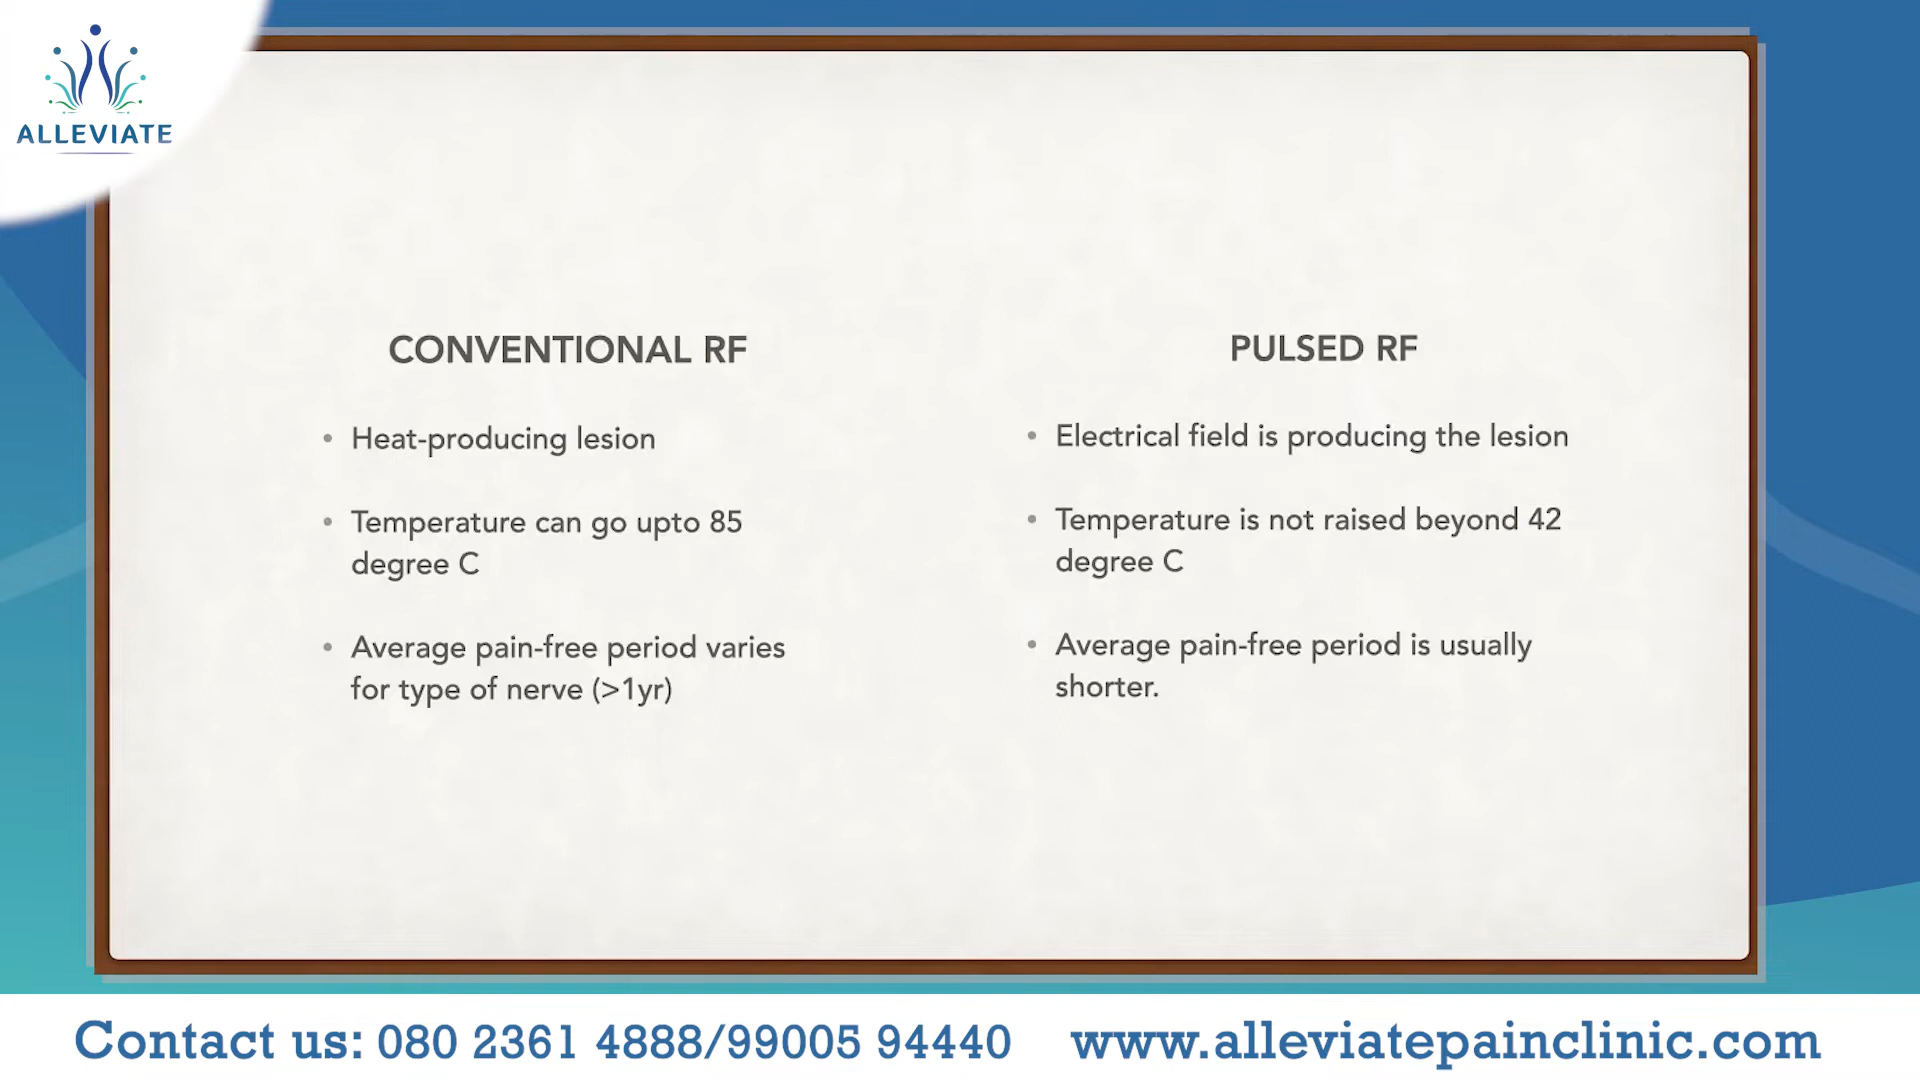 ALLEVIATE
CONVENTIONAL RF
• Heat-producing lesion
• Temperature can go upto 85
degree C
• Average pain-free period varies
for type of nerve (>1yr)
PULSED RF
• Electrical field is producing the lesion
• Temperature is not raised beyond 42
degree C
• Average pain-free period is usually
shorter.
Contact us: 080 2361 4888/99005 94440 www.alleviatepainclinic.com